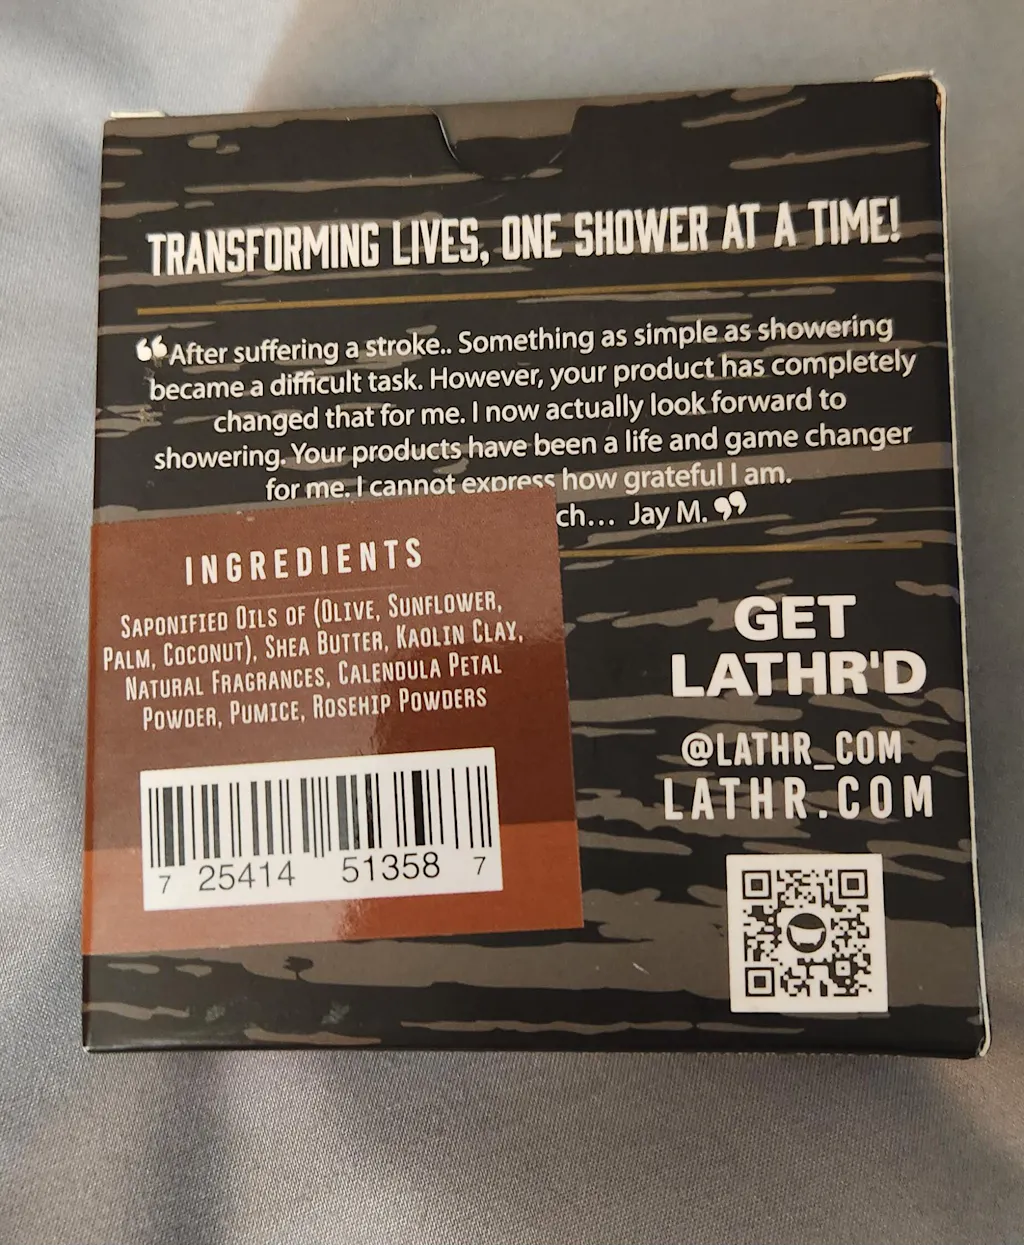 TRANSFORMING LIVES, ONE SHOWER AT A TIME!
“After suffering a stroke.. Something as simple as showering
became a difficult task. However, your product has completely
changed that for me. I now actually look forward to
showering. Your products have been a life and game changer
for me. I cannot express how grateful I am.
ch... Jay M.”
INGREDIENTS
SAPONIFIED OILS OF (OLIVE, SUNFLOWER,
PALM, COCONUT), SHEA BUTTER, KAOLIN CLAY,
NATURAL FRAGRANCES, CALENDULA PETAL
POWDER, PUMICE, ROSEHIP POWDERS
7 25414 51358 7
GET
LATHR'D
@LATHR_COM
LATHR.COM